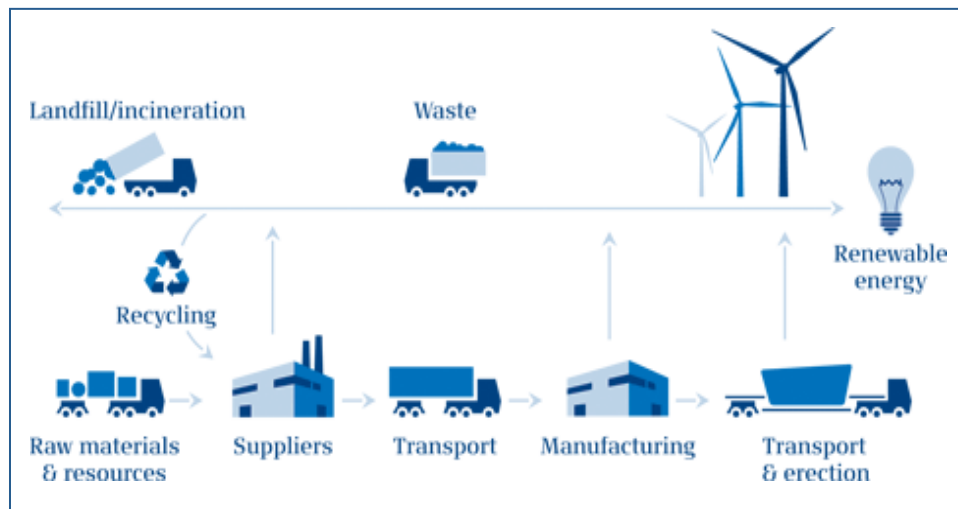 Landfill/incineration
Waste
Renewable
energy
Recycling
Raw materials
& resources
Suppliers
Transport
Manufacturing
Transport
& erection